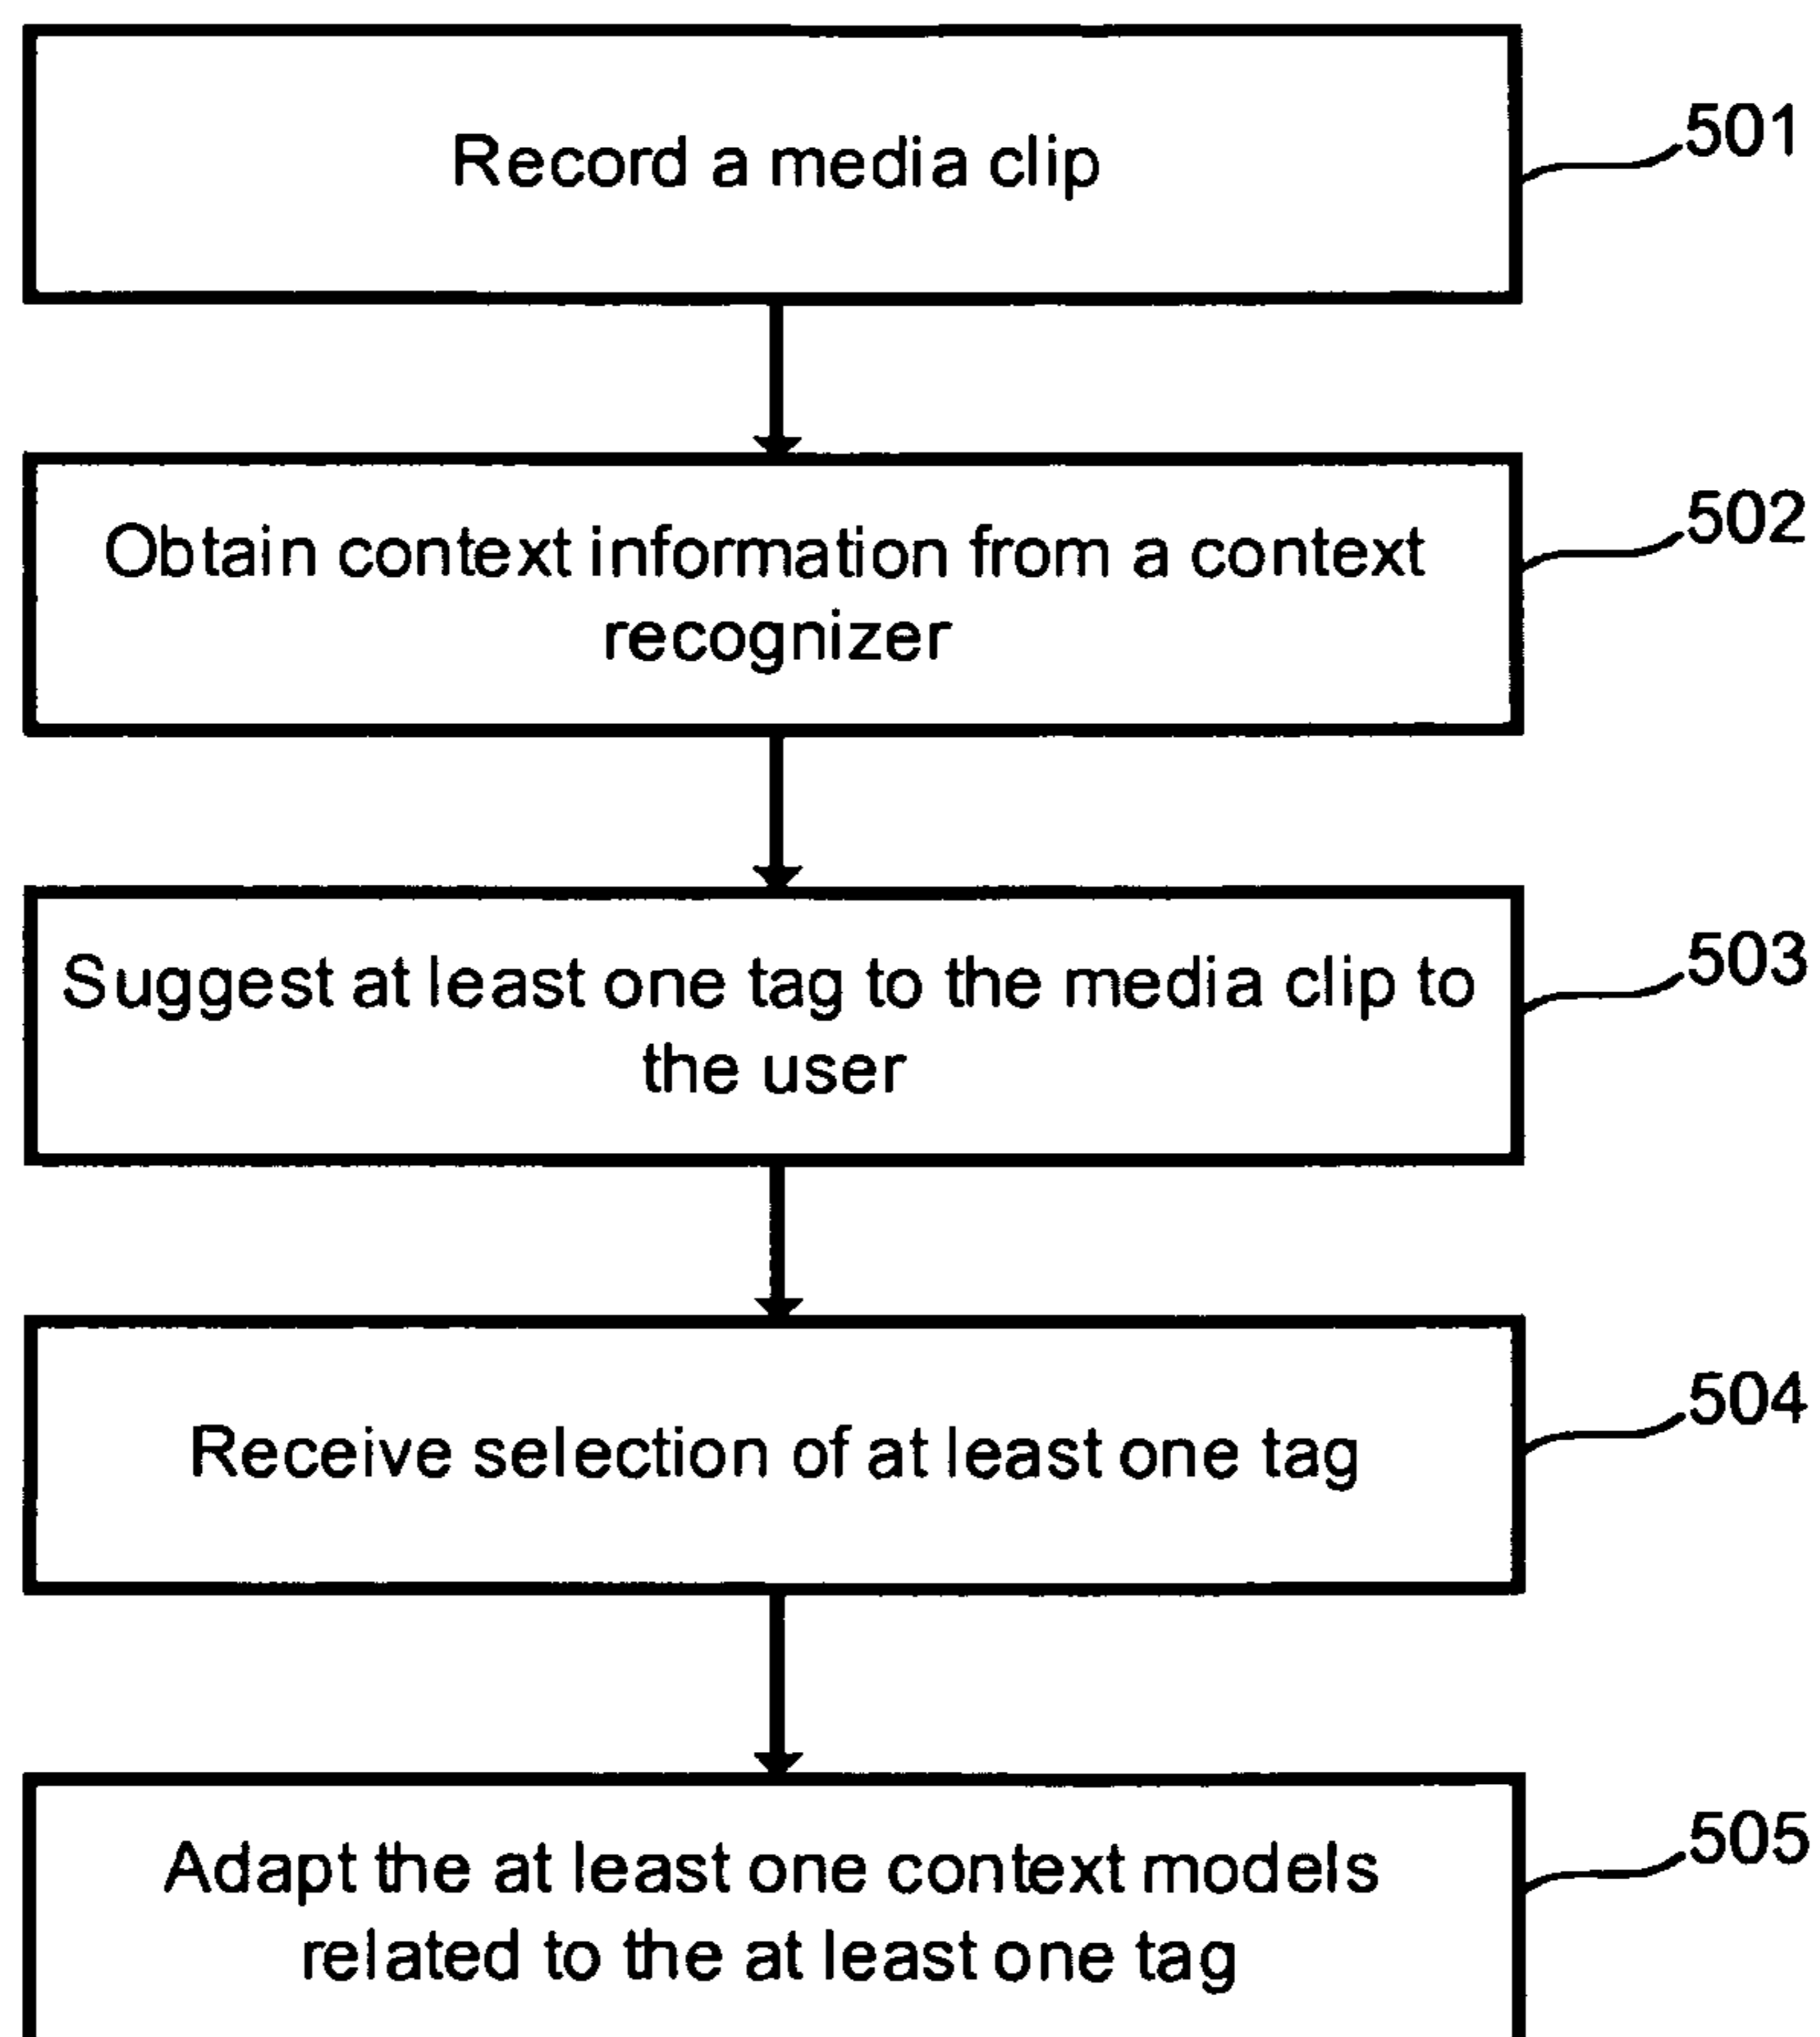 Record a media clip
501
Obtain context information from a context
recognizer
502
Suggest at least one tag to the media clip to
the user
503
Receive selection of at least one tag
504
Adapt the at least one context models
related to the at least one tag
505